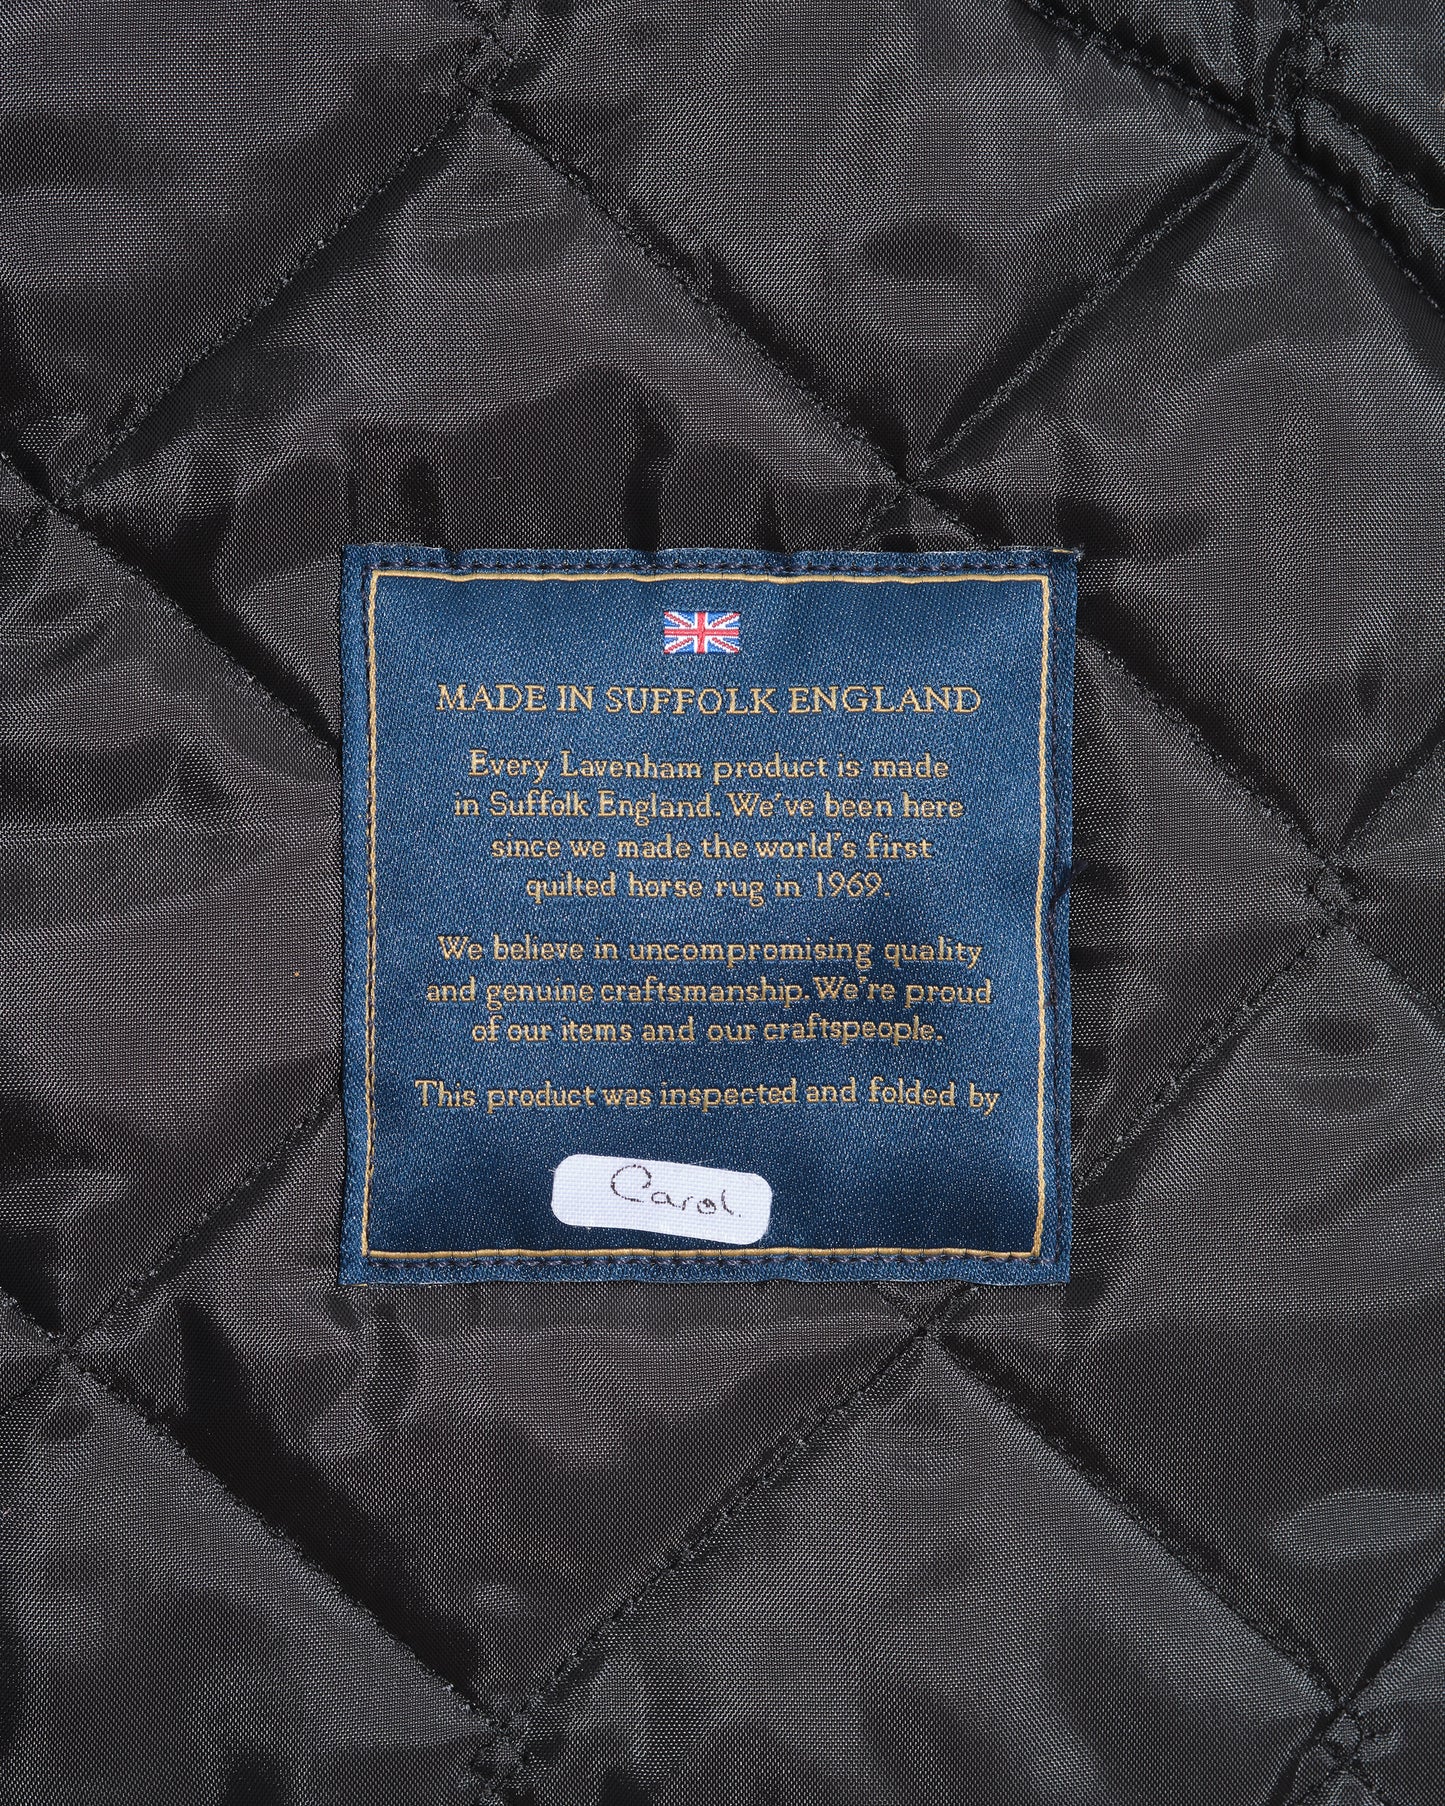 MADE IN SUFFOLK ENGLAND
Every Lavenham product is made
in Suffolk England. We've been here
since we made the world's first
quilted horse rug in 1969.
We believe in uncompromising quality
and genuine craftsmanship. We're proud
of our items and our craftspeople.
This product was inspected and folded by
Carol.